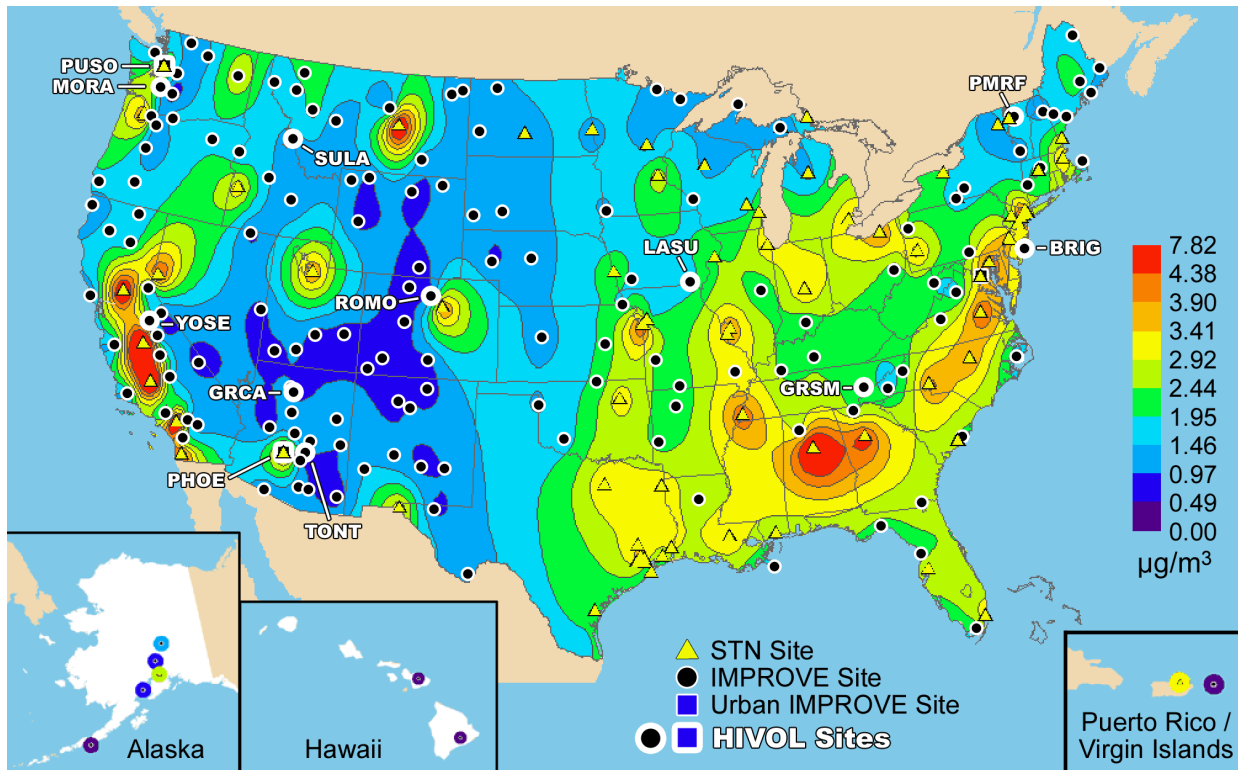 PUSO
MORA
SULA
PMRF
LASU
BRIG
ROMO
YOSE
GRCA
GRSM
PHOE
TONT
7.82
4.38
3.90
3.41
2.92
2.44
1.95
1.46
0.97
0.49
0.00
µg/m³
STN Site
IMPROVE Site
Urban IMPROVE Site
HIVOL Sites
Alaska
Hawaii
Puerto Rico /
Virgin Islands